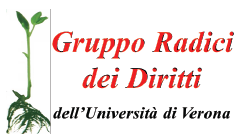 Gruppo Radici
dei Diritti
dell'Università di Verona